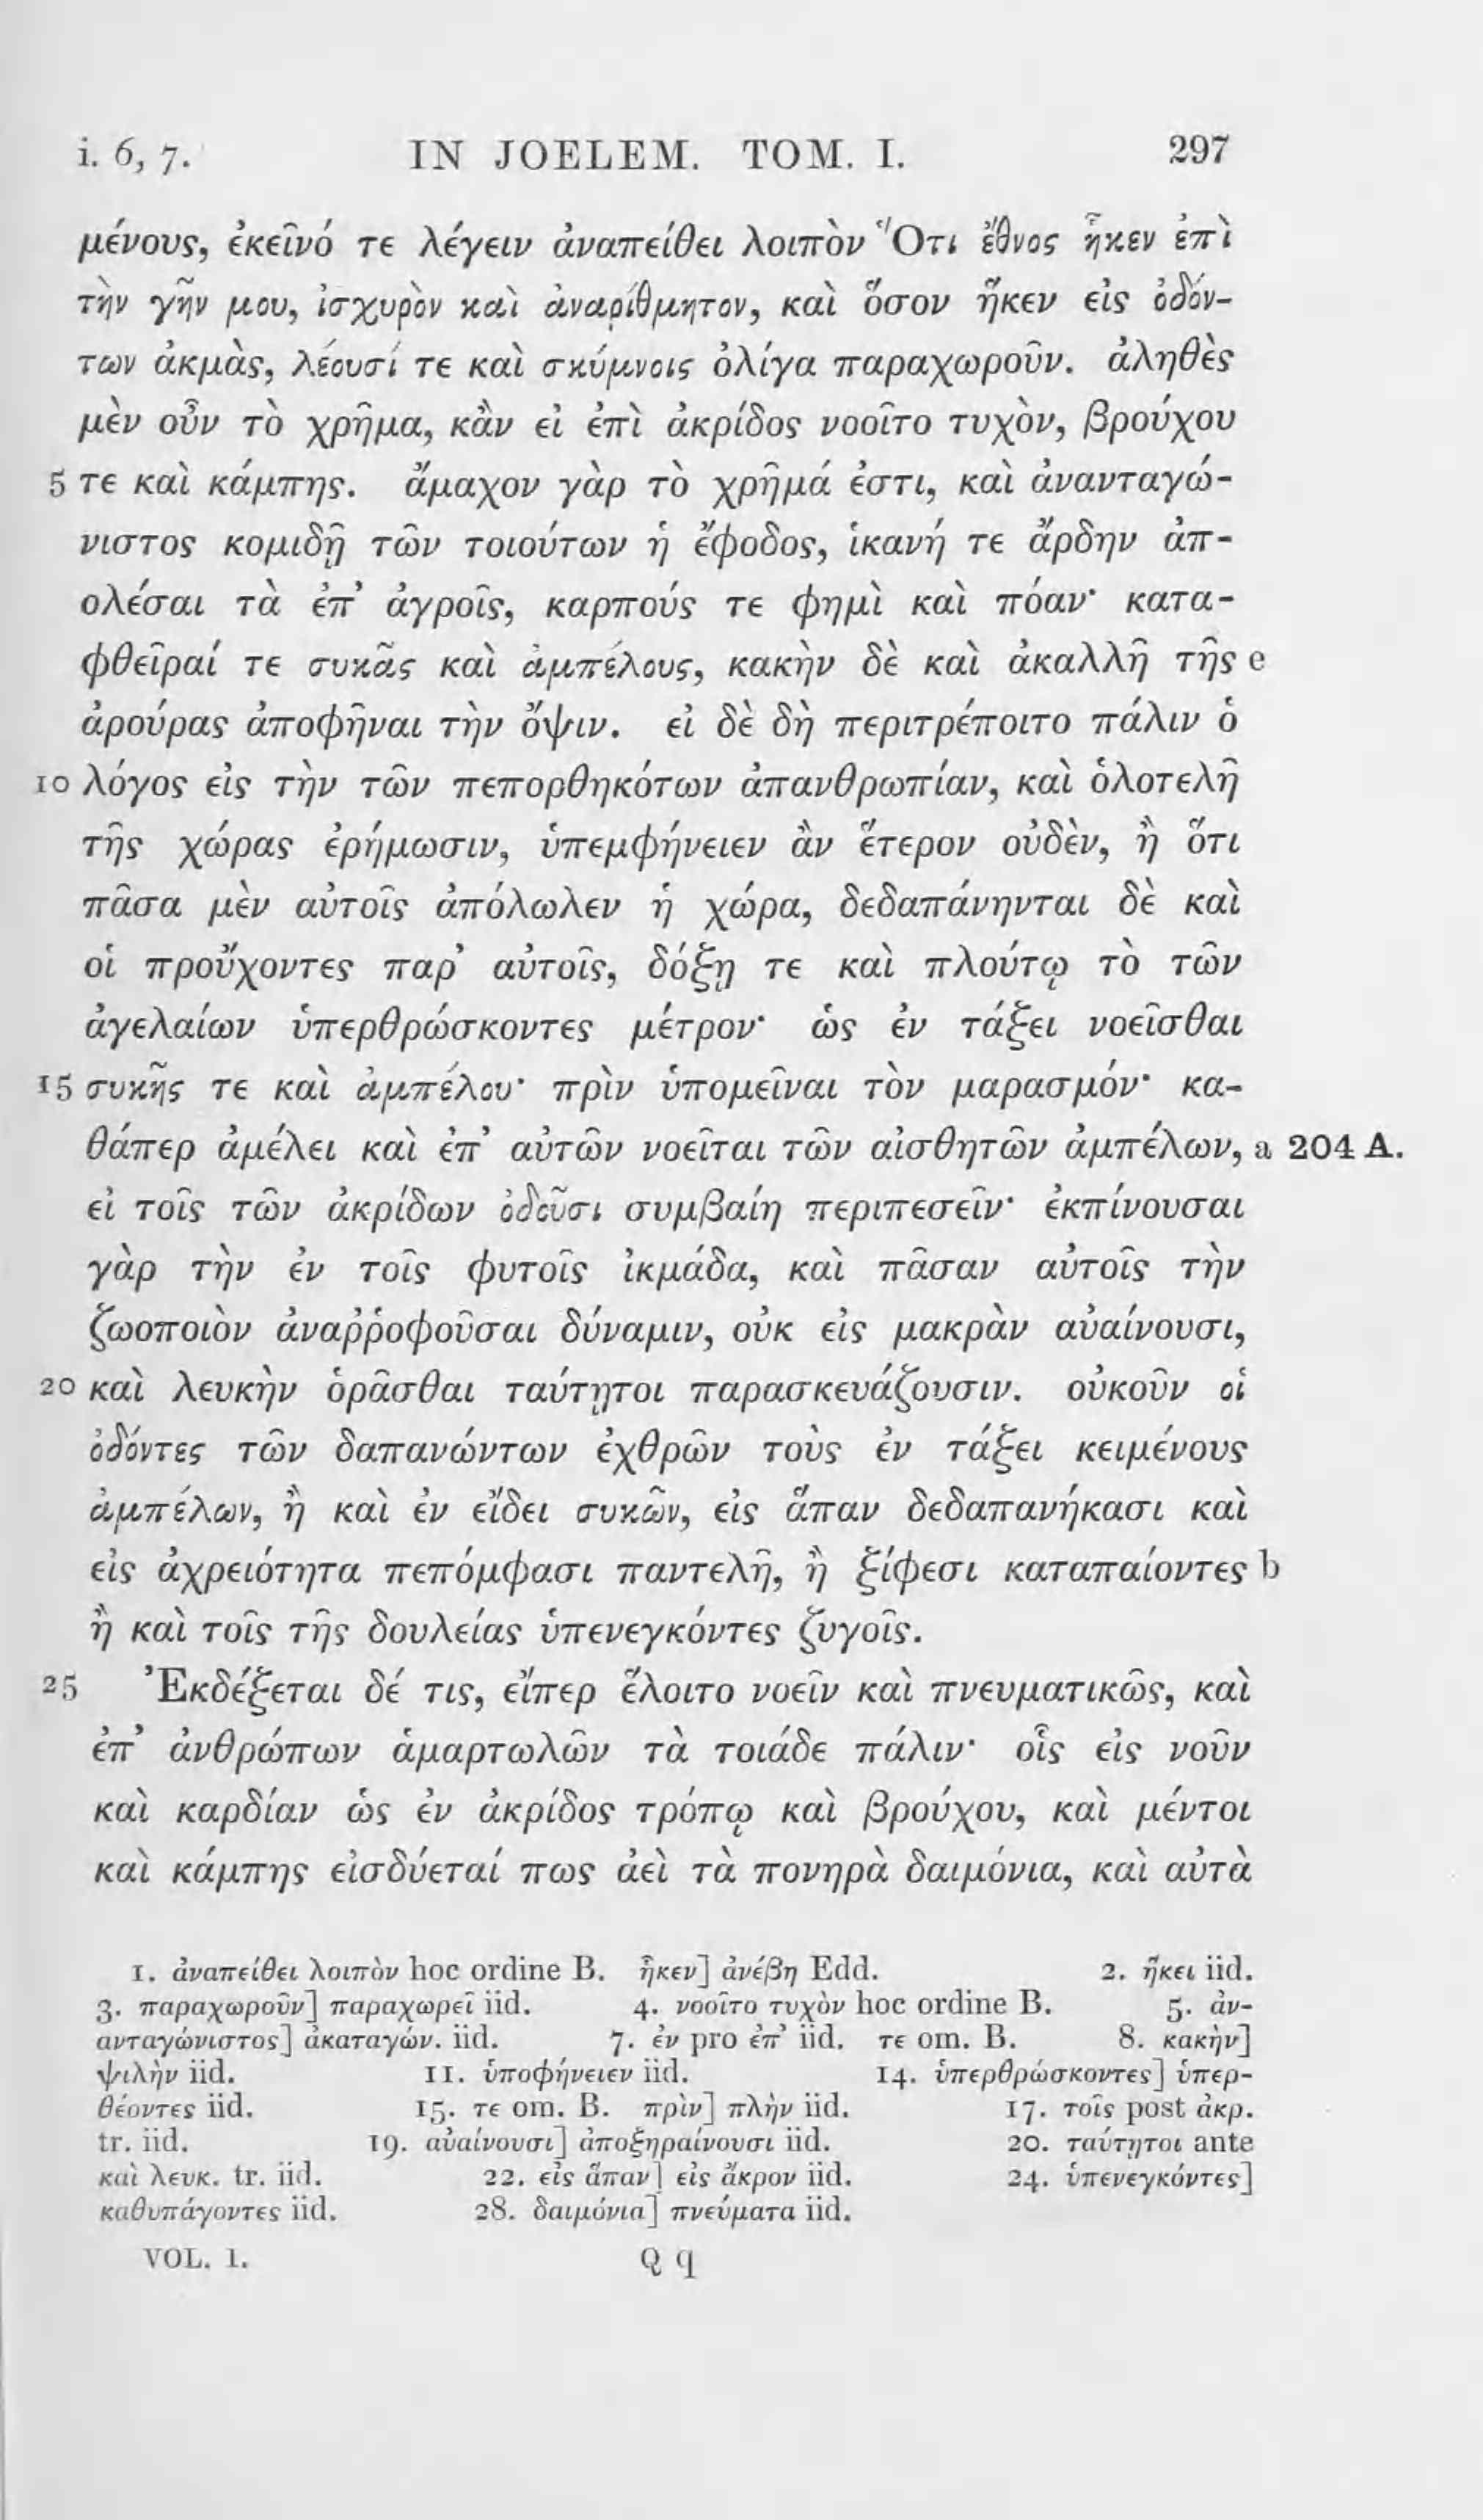 i. 6, 7. IN JOELEM. TOM. I. 297
μένους, ἐκεῖνό τε λέγειν ἀναπείθει λοιπὸν Ὅτι ἔθνος ἧκεν ἐπὶ
τὴν γῆν μου, ἰσχυρὸν καὶ ἀναρίθμητον, καὶ ὅσον ἧκεν εἰς ὀδόν-
των ἀκμὰς, λέουσί τε καὶ σκύμνοις ὀλίγα παραχωροῦν. ἀληθὲς
μὲν οὖν τὸ χρῆμα, κἂν εἰ ἐπὶ ἀκρίδος νοοῖτο τυχὸν, βρούχου
5 τε καὶ κάμπης. ἄμαχον γὰρ τὸ χρῆμά ἐστι, καὶ ἀνανταγώ-
νιστος κομιδῇ τῶν τοιούτων ἡ ἔφοδος, ἱκανή τε ἄρδην ἀπ-
ολέσαι τὰ ἐπ’ ἀγροῖς, καρπούς τε φημὶ καὶ πόαν· κατα-
φθεῖραί τε συκᾶς καὶ ἀμπέλους, κακὴν δὲ καὶ ἀκαλλῆ τῆς e
ἀρούρας ἀποφῆναι τὴν ὄψιν. εἰ δὲ δὴ περιτρέποιτο πάλιν ὁ
10 λόγος εἰς τὴν τῶν πεπορθηκότων ἀπανθρωπίαν, καὶ ὁλοτελῆ
τῆς χώρας ἐρήμωσιν, ὑπεμφήνειεν ἂν ἕτερον οὐδὲν, ἢ ὅτι
πᾶσα μὲν αὐτοῖς ἀπόλωλεν ἡ χώρα, δεδαπάνηνται δὲ καὶ
οἱ προὔχοντες παρ’ αὐτοῖς, δόξῃ τε καὶ πλούτῳ τὸ τῶν
ἀγελαίων ὑπερθρώσκοντες μέτρον· ὡς ἐν τάξει νοεῖσθαι
15 συκῆς τε καὶ ἀμπέλου· πρὶν ὑπομεῖναι τὸν μαρασμόν· κα-
θάπερ ἀμέλει καὶ ἐπ’ αὐτῶν νοεῖται τῶν αἰσθητῶν ἀμπέλων, a 204 A.
εἰ τοῖς τῶν ἀκρίδων ὀδοῦσι συμβαίη περιπεσεῖν· ἐκπίνουσαι
γὰρ τὴν ἐν τοῖς φυτοῖς ἰκμάδα, καὶ πᾶσαν αὐτοῖς τὴν
ζωοποιὸν ἀναῤῥοφοῦσαι δύναμιν, οὐκ εἰς μακρὰν αὐαίνουσι,
20 καὶ λευκὴν ὁρᾶσθαι ταύτῃτοι παρασκευάζουσιν. οὐκοῦν οἱ
ὀδόντες τῶν δαπανώντων ἐχθρῶν τοὺς ἐν τάξει κειμένους
ἀμπέλων, ἢ καὶ ἐν εἴδει συκῶν, εἰς ἅπαν δεδαπανήκασι καὶ
εἰς ἀχρειότητα πεπόμφασι παντελῆ, ἢ ξίφεσι καταπαίοντες b
ἢ καὶ τοῖς τῆς δουλείας ὑπενεγκόντες ζυγοῖς.
25 Ἐκδέξεται δέ τις, εἴπερ ἕλοιτο νοεῖν καὶ πνευματικῶς, καὶ
ἐπ’ ἀνθρώπων ἁμαρτωλῶν τὰ τοιάδε πάλιν· οἷς εἰς νοῦν
καὶ καρδίαν ὡς ἐν ἀκρίδος τρόπῳ καὶ βρούχου, καὶ μέντοι
καὶ κάμπης εἰσδύεταί πως ἀεὶ τὰ πονηρὰ δαιμόνια, καὶ αὐτὰ
1. ἀναπείθει λοιπὸν hoc ordine B. ἧκεν] ἀνέβη Edd. 2. ἥκει iid.
3. παραχωροῦν] παραχωρεῖ iid. 4. νοοῖτο τυχὸν hoc ordine B. 5. ἀν-
ανταγώνιστος] ἀκαταγών. iid. 7. ἐν pro ἐπ’ iid. τε om. B. 8. κακὴν]
ψιλὴν iid. 11. ὑποφήνειεν iid. 14. ὑπερθρώσκοντες] ὑπερ-
θέοντες iid. 15. τε om. B. πρὶν] πλὴν iid. 17. τοῖς post ἀκρ.
tr. iid. 19. αὐαίνουσι] ἀποξηραίνουσι iid. 20. ταύτῃτοι ante
καὶ λευκ. tr. iid. 22. εἰς ἅπαν] εἰς ἄκρον iid. 24. ὑπενεγκόντες]
καθυπάγοντες iid. 28. δαιμόνια] πνεύματα iid.
VOL. 1. Q q